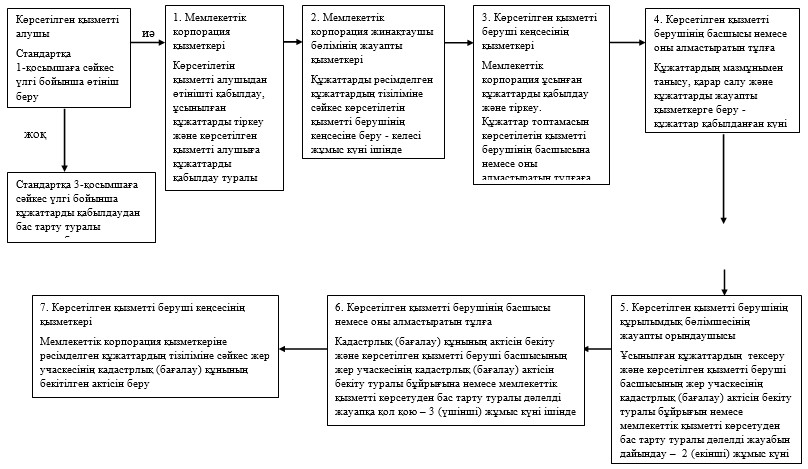 Көрсетілген қызметті
алушы
Стандартқа
1-қосымшаға сәйкес
үлгі бойынша өтініш
беру
иә
1. Мемлекеттік
корпорация
қызметкері
Көрсетілетін
қызметті алушыдан
өтінішті қабылдау,
ұсынылған
құжаттарды тіркеу
және көрсетілген
қызметті алушыға
құжаттарды
қабылдау туралы
2. Мемлекеттік
корпорация жинақтаушы
бөлімінің жауапты
қызметкері
Құжаттарды рәсімделген
құжаттардың тізіліміне
сәйкес көрсетілетін
қызметті берушінің
кеңсесіне беру - келесі
жұмыс күні ішінде
3. Көрсетілген қызметті
беруші кеңсесінің
қызметкері
Мемлекеттік
корпорация ұсынған
құжаттарды қабылдау
және тіркеу.
Құжаттар топтамасын
көрсетілетін қызметті
берушінің басшысына
немесе оны
алмастыратын тұлғаға
4. Көрсетілген қызметті
берушінің басшысы немесе
оны алмастыратын тұлға
Құжаттардың мазмұнымен
танысу, қарар салу және
құжаттарды жауапты
қызметкерге беру -
құжаттар қабылданған күні
жоқ
Стандартқа 3-қосымшаға
сәйкес үлгі бойынша
құжаттарды қабылдаудан
бас тарту туралы
5. Көрсетілген қызметті берушінің
құрылымдық бөлімшесінің
жауапты орындаушысы
Ұсынылған құжаттардың тексеру
және көрсетілген қызметті беруші
басшысының жер учаскесінің
кадастрлық (бағалау) актісін бекіту
туралы бұйрығын немесе
мемлекеттік қызметті көрсетуден
бас тарту туралы дәлелді жауабын
дайындау – 2 (екінші) жұмыс күні
6. Көрсетілген қызметті берушінің басшысы
немесе оны алмастыратын тұлға
Кадастрлық (бағалау) құнының актісін бекіту
және көрсетілген қызметті беруші басшысының
жер учаскесінің кадастрлық (бағалау) актісін
бекіту туралы бұйрығына немесе мемлекеттік
қызметті көрсетуден бас тарту туралы дәлелді
жауапқа қол қою – 3 (үшінші) жұмыс күні ішінде
7. Көрсетілген қызметті беруші кеңсесінің
қызметкері
Мемлекеттік корпорация қызметкеріне
рәсімделген құжаттардың тізіліміне сәйкес жер
учаскесінің кадастрлық (бағалау) құнының
бекітілген актісін беру